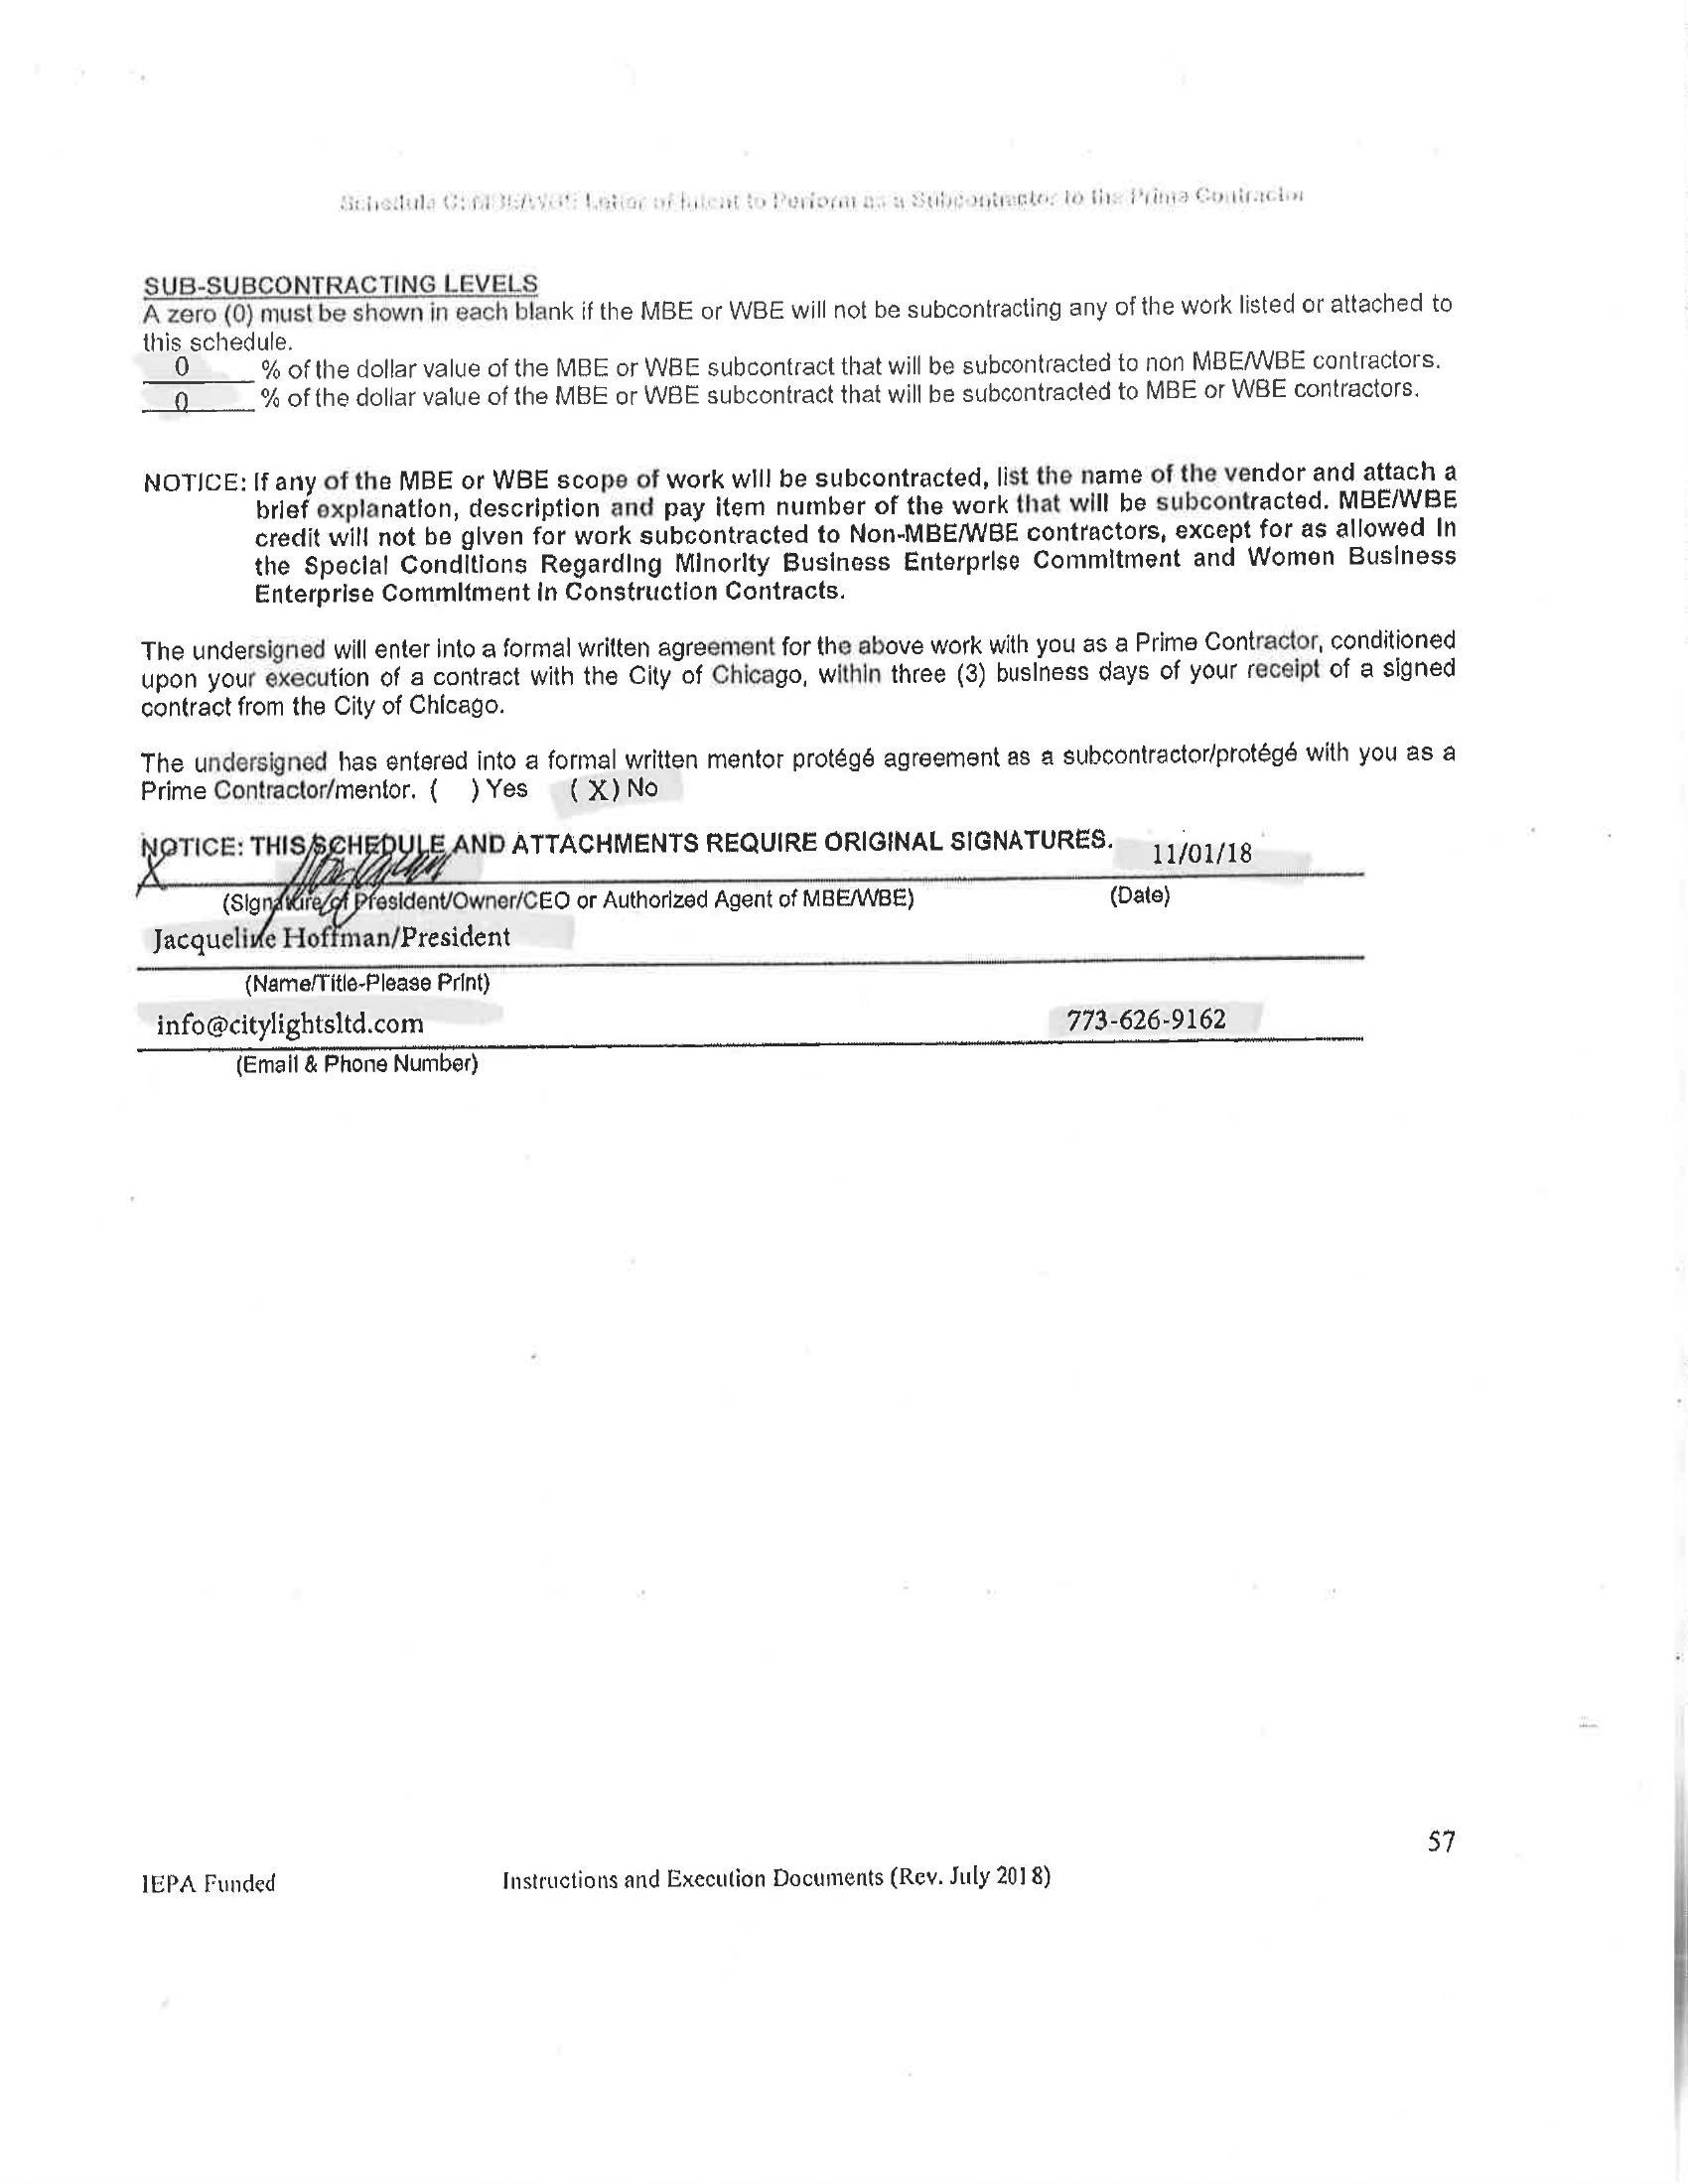 Schedule C: MBE/WBE Letter of Intent to Perform as a Subcontractor to the Prime Contractor
SUB-SUBCONTRACTING LEVELS
A zero (0) must be shown in each blank if the MBE or WBE will not be subcontracting any of the work listed or attached to
this schedule.
0 % of the dollar value of the MBE or WBE subcontract that will be subcontracted to non MBE/WBE contractors.
0 % of the dollar value of the MBE or WBE subcontract that will be subcontracted to MBE or WBE contractors.
NOTICE: If any of the MBE or WBE scope of work will be subcontracted, list the name of the vendor and attach a
brief explanation, description and pay item number of the work that will be subcontracted. MBE/WBE
credit will not be given for work subcontracted to Non-MBE/WBE contractors, except for as allowed in
the Special Conditions Regarding Minority Business Enterprise Commitment and Women Business
Enterprise Commitment in Construction Contracts.
The undersigned will enter into a formal written agreement for the above work with you as a Prime Contractor, conditioned
upon your execution of a contract with the City of Chicago, within three (3) business days of your receipt of a signed
contract from the City of Chicago.
The undersigned has entered into a formal written mentor protégé agreement as a subcontractor/protégé with you as a
Prime Contractor/mentor. ( ) Yes ( X) No
NOTICE: THIS SCHEDULE AND ATTACHMENTS REQUIRE ORIGINAL SIGNATURES. 11/01/18
X
(Signature of President/Owner/CEO or Authorized Agent of MBE/WBE) (Date)
Jacqueline Hoffman/President
(Name/Title-Please Print)
info@citylightsltd.com 773-626-9162
(Email & Phone Number)
57
IEPA Funded Instructions and Execution Documents (Rev. July 2018)